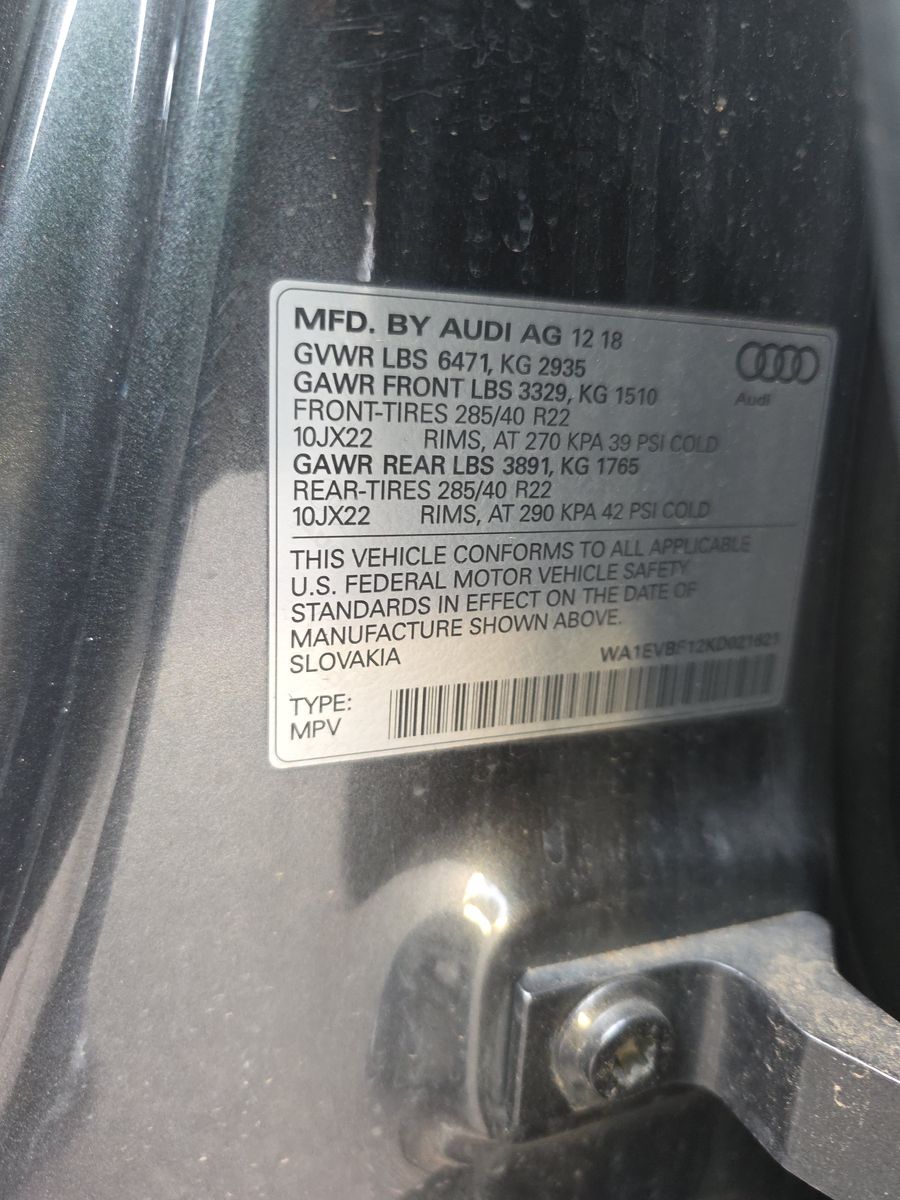 MFD. BY AUDI AG 12 18
GVWR LBS 6471, KG 2935
GAWR FRONT LBS 3329, KG 1510
FRONT-TIRES 285/40 R22
10JX22 RIMS, AT 270 KPA 39 PSI COLD
GAWR REAR LBS 3891, KG 1765
REAR-TIRES 285/40 R22
10JX22 RIMS, AT 290 KPA 42 PSI COLD
Audi
THIS VEHICLE CONFORMS TO ALL APPLICABLE
U.S. FEDERAL MOTOR VEHICLE SAFETY
STANDARDS IN EFFECT ON THE DATE OF
MANUFACTURE SHOWN ABOVE.
SLOVAKIA
TYPE:
MPV